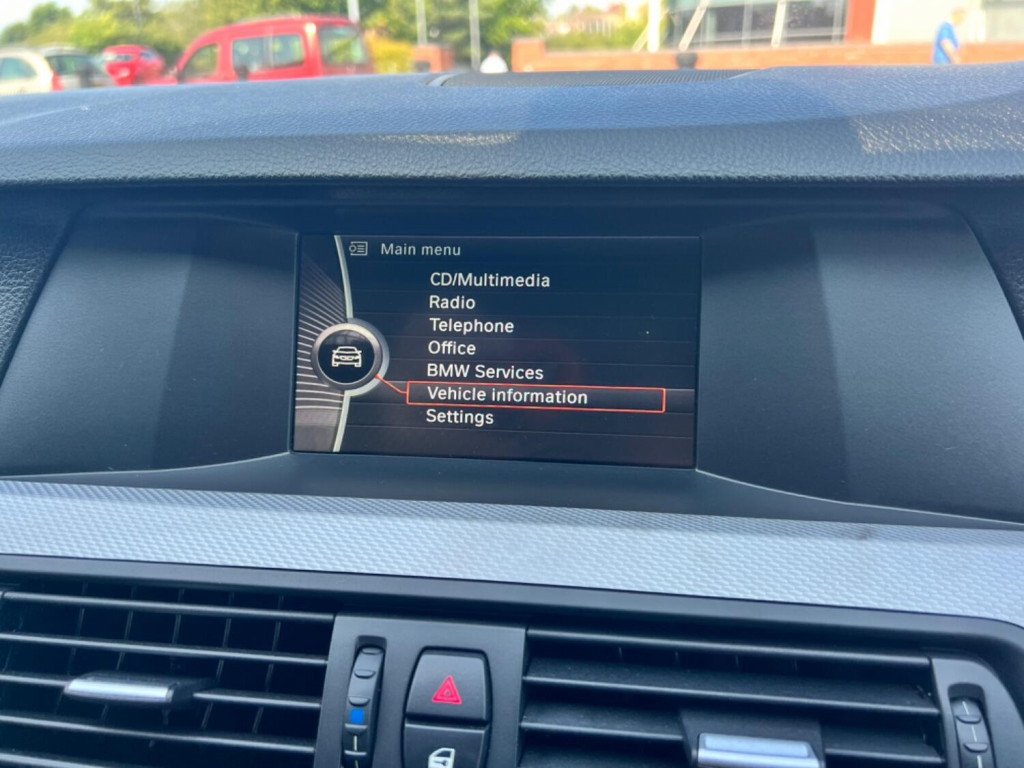 Main menu
CD/Multimedia
Radio
Telephone
Office
BMW Services
Vehicle information
Settings